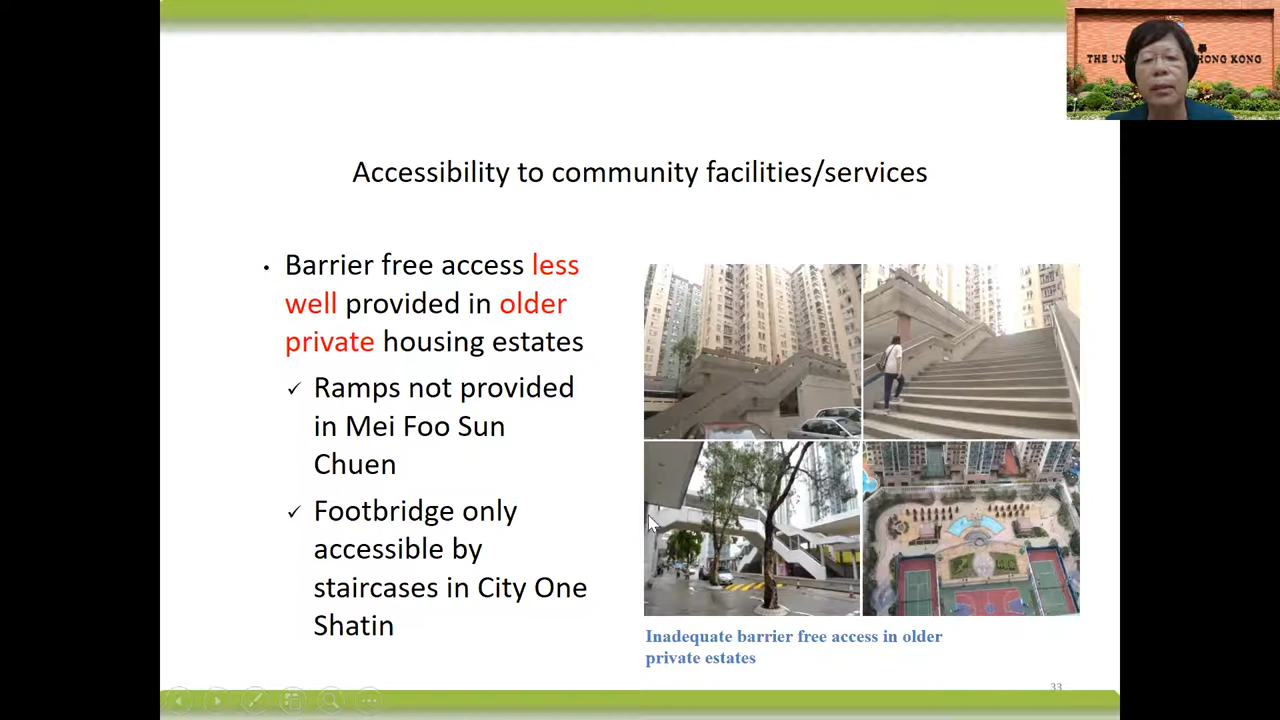 THE UN HONG KONG
Accessibility to community facilities/services
• Barrier free access less
well provided in older
private housing estates
✓ Ramps not provided
in Mei Foo Sun
Chuen
✓ Footbridge only
accessible by
staircases in City One
Shatin
Inadequate barrier free access in older
private estates
33